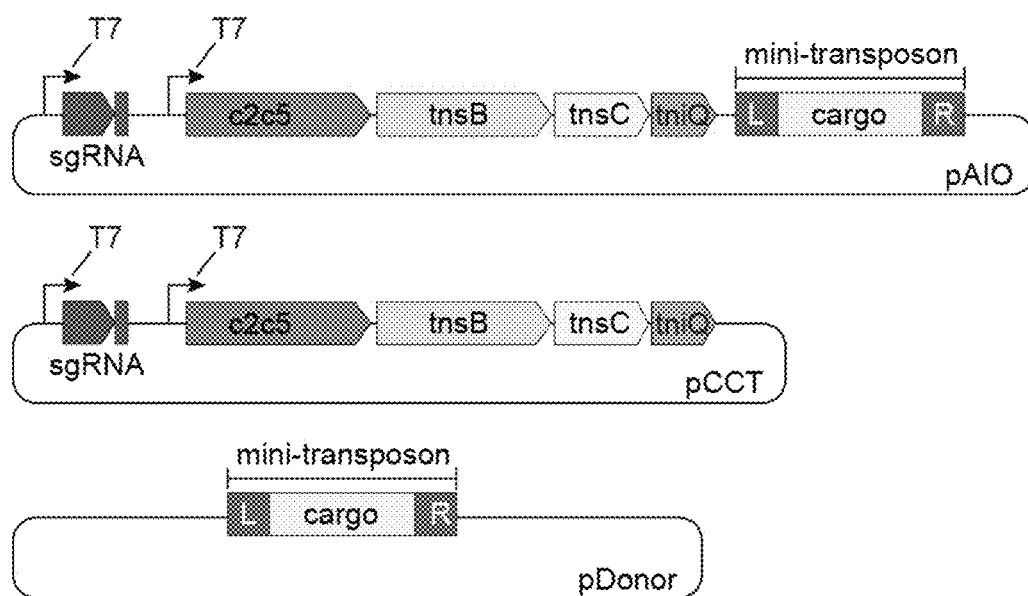 T7 T7
mini-transposon
c2c5 tnsB tnsC tniQ L cargo R
sgRNA
pAIO
T7 T7
c2c5 tnsB tnsC tniQ
sgRNA
pCCT
mini-transposon
L cargo R
pDonor